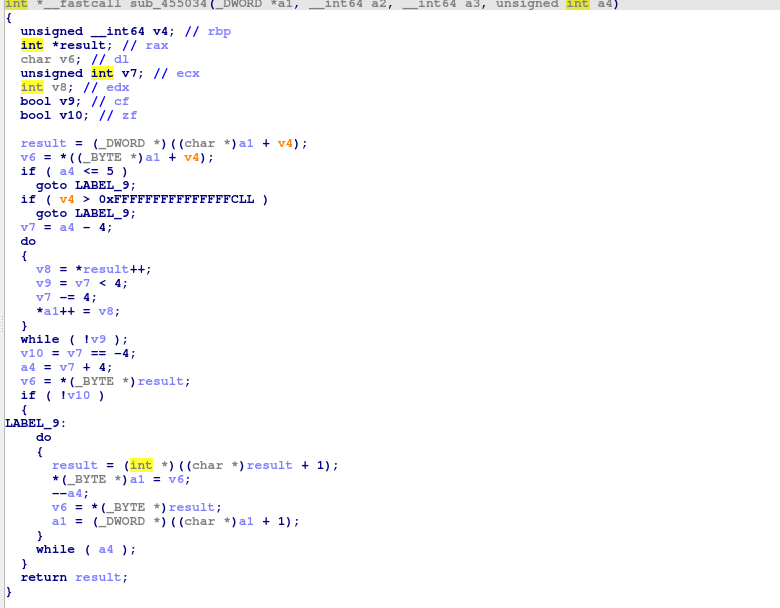 int *__fastcall sub_455034(_DWORD *a1, __int64 a2, __int64 a3, unsigned int a4)
{
  unsigned __int64 v4; // rbp
  int *result; // rax
  char v6; // dl
  unsigned int v7; // ecx
  int v8; // edx
  bool v9; // cf
  bool v10; // zf

  result = (_DWORD *)((char *)a1 + v4);
  v6 = *((_BYTE *)a1 + v4);
  if ( a4 <= 5 )
    goto LABEL_9;
  if ( v4 > 0xFFFFFFFFFFFFFFFCLL )
    goto LABEL_9;
  v7 = a4 - 4;
  do
  {
    v8 = *result++;
    v9 = v7 < 4;
    v7 -= 4;
    *a1++ = v8;
  }
  while ( !v9 );
  v10 = v7 == -4;
  a4 = v7 + 4;
  v6 = *(_BYTE *)result;
  if ( !v10 )
  {
LABEL_9:
    do
    {
      result = (int *)((char *)result + 1);
      *(_BYTE *)a1 = v6;
      --a4;
      v6 = *(_BYTE *)result;
      a1 = (_DWORD *)((char *)a1 + 1);
    }
    while ( a4 );
  }
  return result;
}